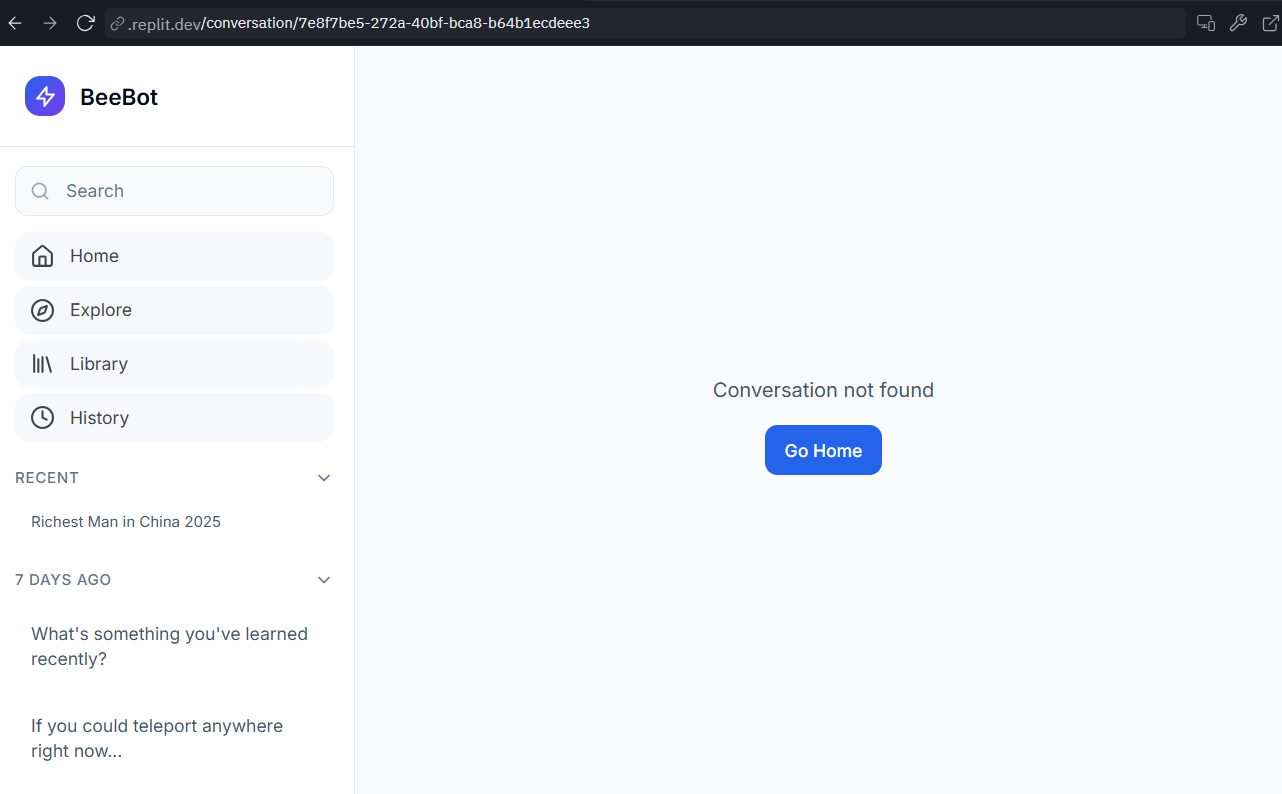 .replit.dev/conversation/7e8f7be5-272a-40bf-bca8-b64b1ecdeee3
BeeBot
Search
Home
Explore
Library
History
RECENT
Richest Man in China 2025
7 DAYS AGO
What's something you've learned
recently?
If you could teleport anywhere
right now...
Conversation not found
Go Home